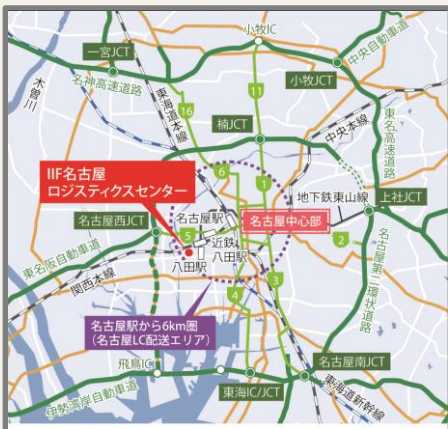 小牧IC
一宮JCT
中央自動車道
名神高速道路
小牧JCT
木曽川
東海道本線
11
16
楠JCT
中央本線
東名高速道路
IIF名古屋
ロジスティクスセンター
6
1
地下鉄東山線
上社JCT
名古屋駅
名古屋中心部
名古屋西JCT
5
近鉄
八田駅
2
東名阪自動車道
八田駅
関西本線
名古屋第二環状道路
3
4
名古屋駅から6km圏
(名古屋LC配送エリア)
飛島IC
名古屋南JCT
東海IC/JCT
東海道新幹線
伊勢湾岸自動車道